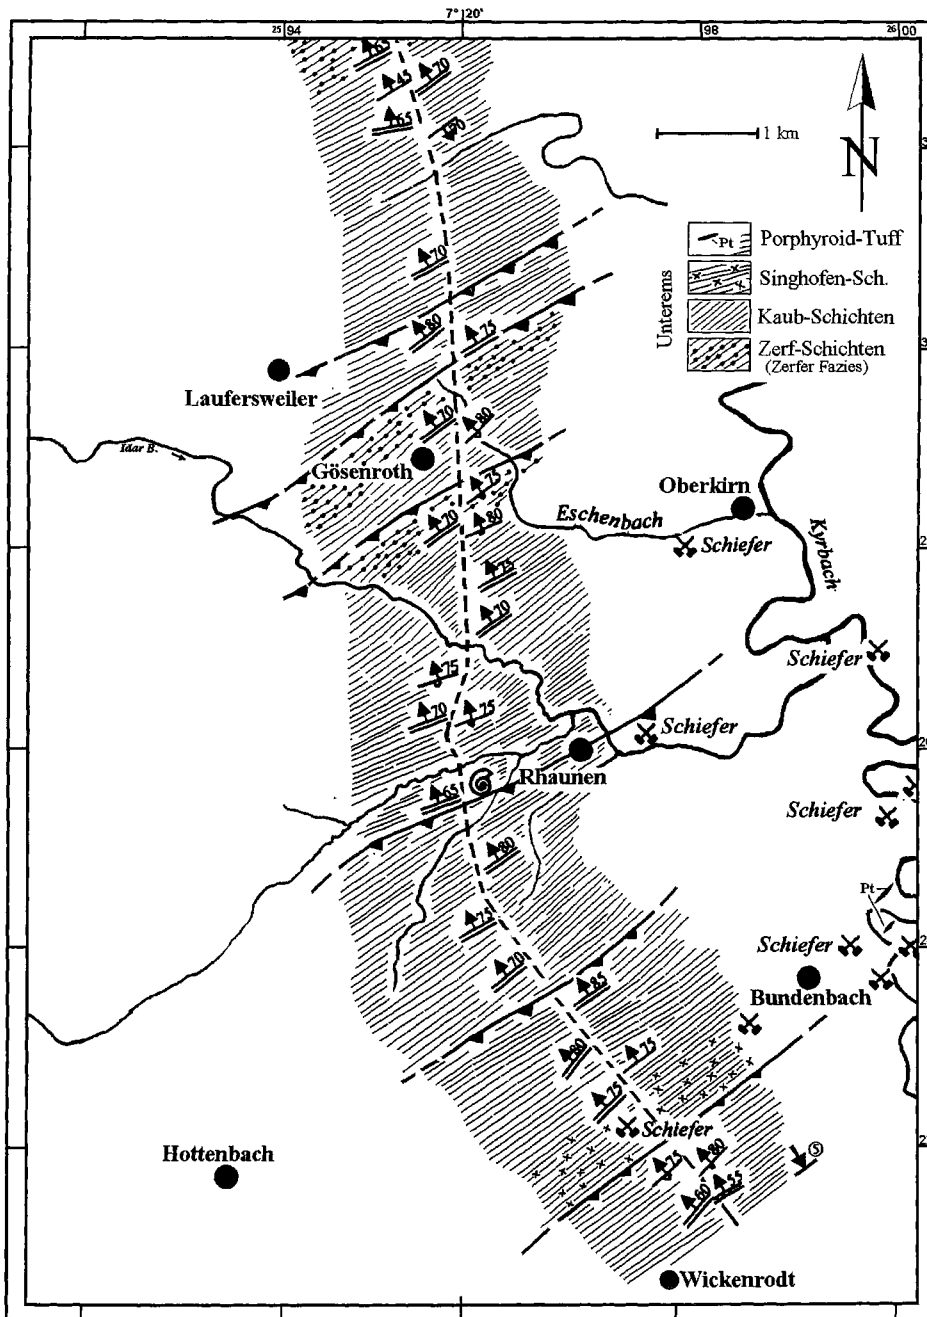 7° 20'
25 94
98
26 00
65
45
70
65
70
1 km
N
Pt Porphyroid-Tuff
Singhofen-Sch.
Kaub-Schichten
Zerf-Schichten
(Zerfer Fazies)
Unterems
70
80
75
Laufersweiler
70
80
Idar B.
Gösenroth
75
Oberkirn
70
80
Eschenbach
Schiefer
Kyrbach
75
70
Schiefer
75
70
75
Schiefer
Rhaunen
65
Schiefer
80
Pt
75
Schiefer
70
85
Bundenbach
80
75
75
Schiefer
Hottenbach
75
80
5
60
55
Wickenrodt